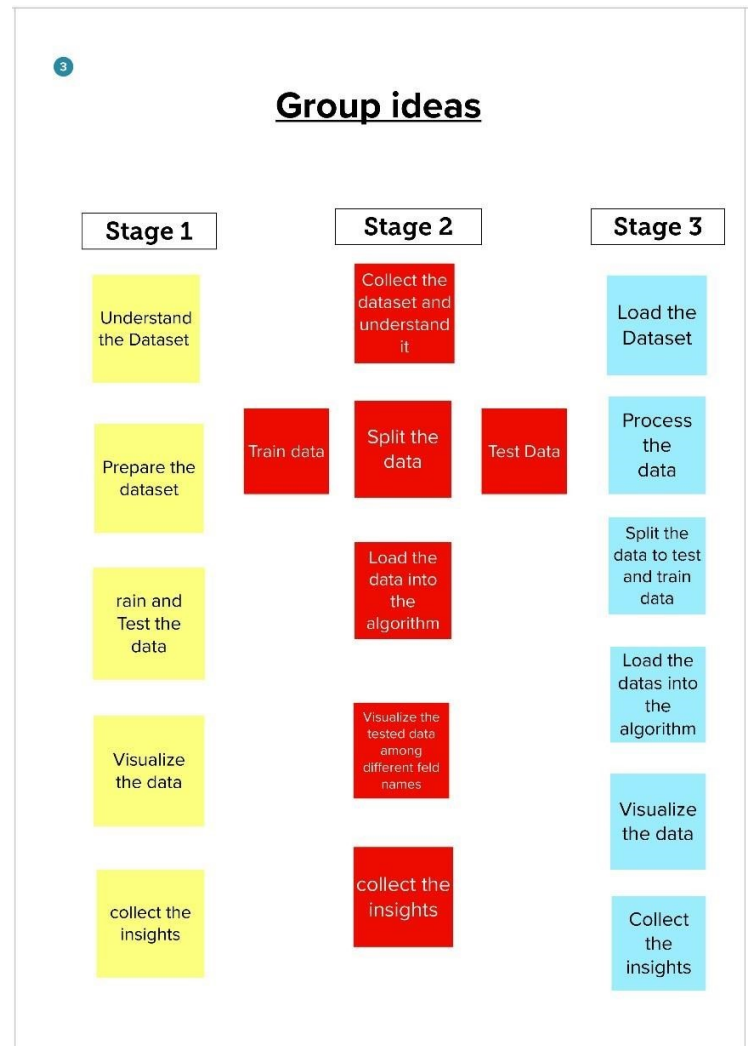 3
Group ideas
Stage 1
Understand
the Dataset
Prepare the
dataset
rain and
Test the
data
Visualize
the data
collect the
insights
Stage 2
Collect the
dataset and
understand
it
Train data
Split the
data
Test Data
Load the
data into
the
algorithm
Visualize the
tested data
among
different feld
names
collect the
insights
Stage 3
Load the
Dataset
Process
the
data
Split the
data to test
and train
data
Load the
datas into
the
algorithm
Visualize
the data
Collect
the
insights